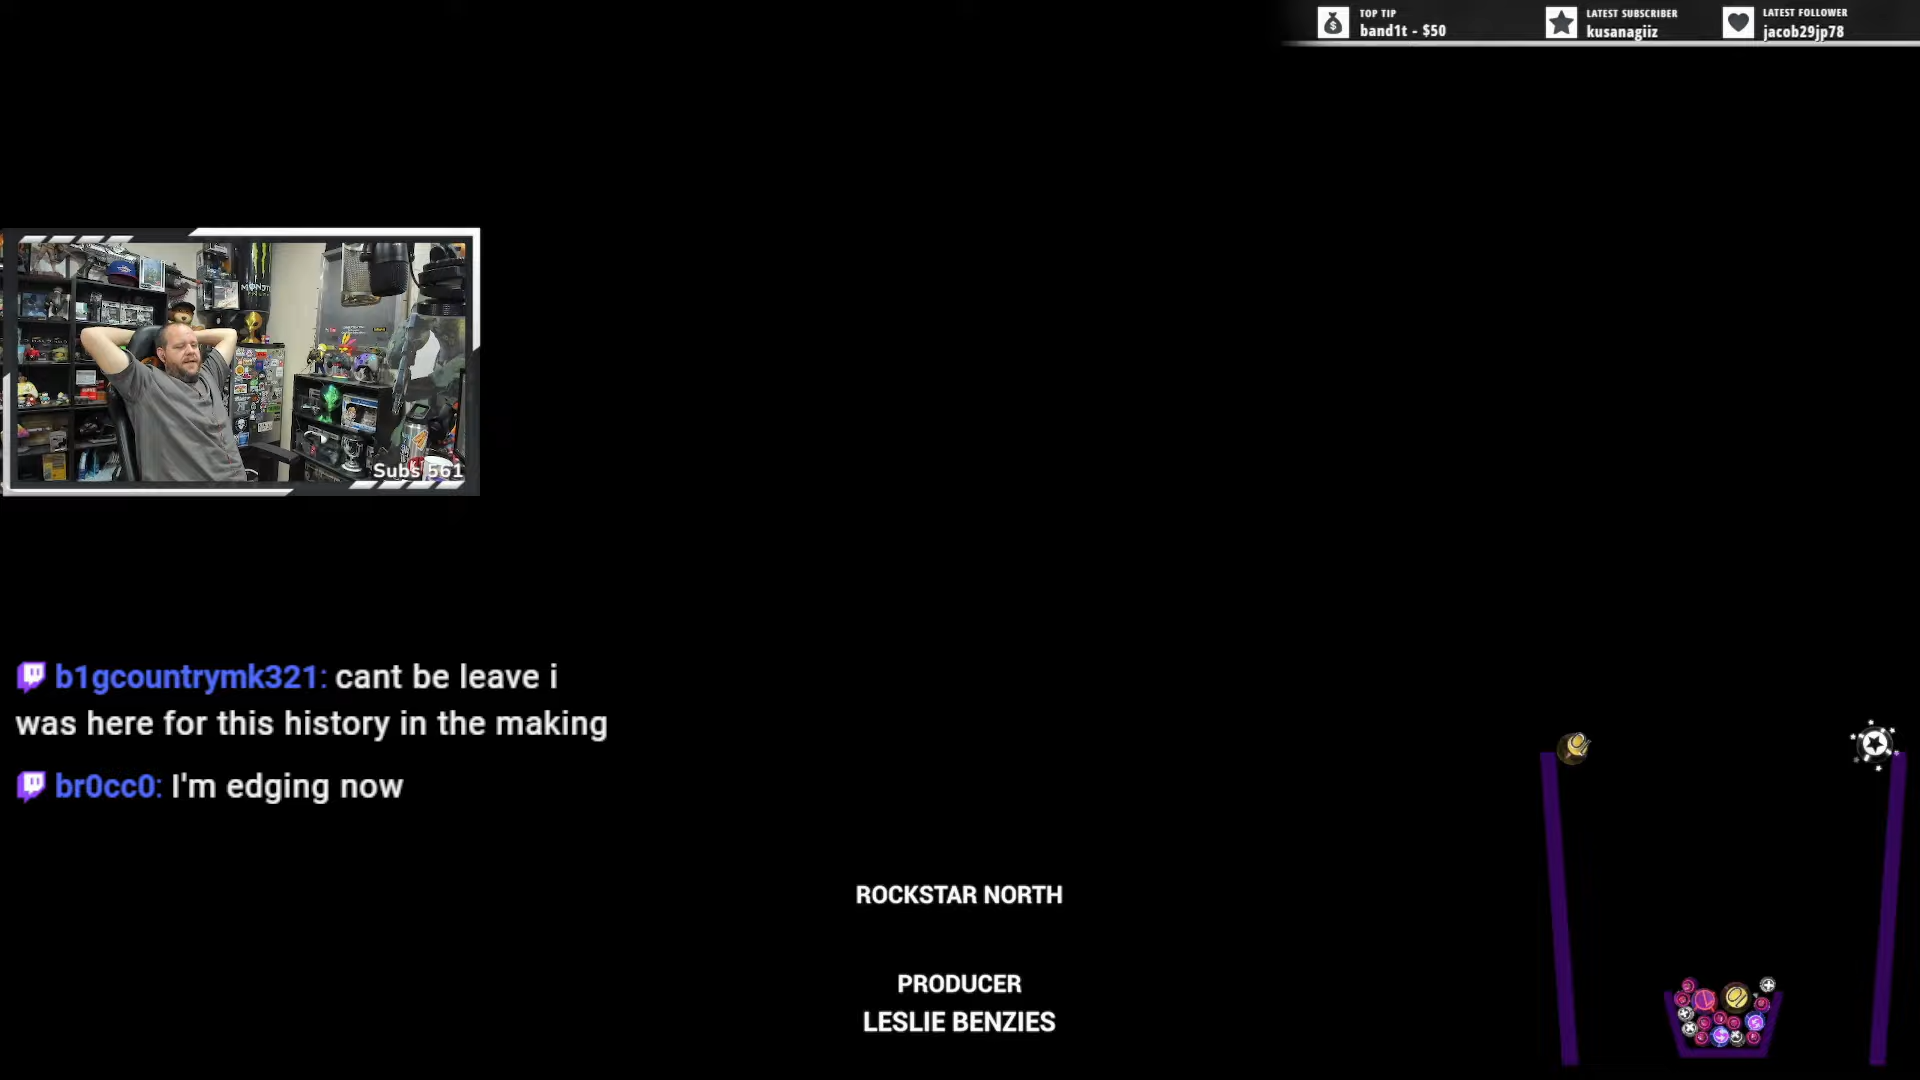 TOP TIP
band1t - $50
LATEST SUBSCRIBER
kusanagiiz
LATEST FOLLOWER
jacob29jp78
Subs 561
b1gcountrymk321: cant be leave i
was here for this history in the making
br0cc0: I'm edging now
ROCKSTAR NORTH
PRODUCER
LESLIE BENZIES